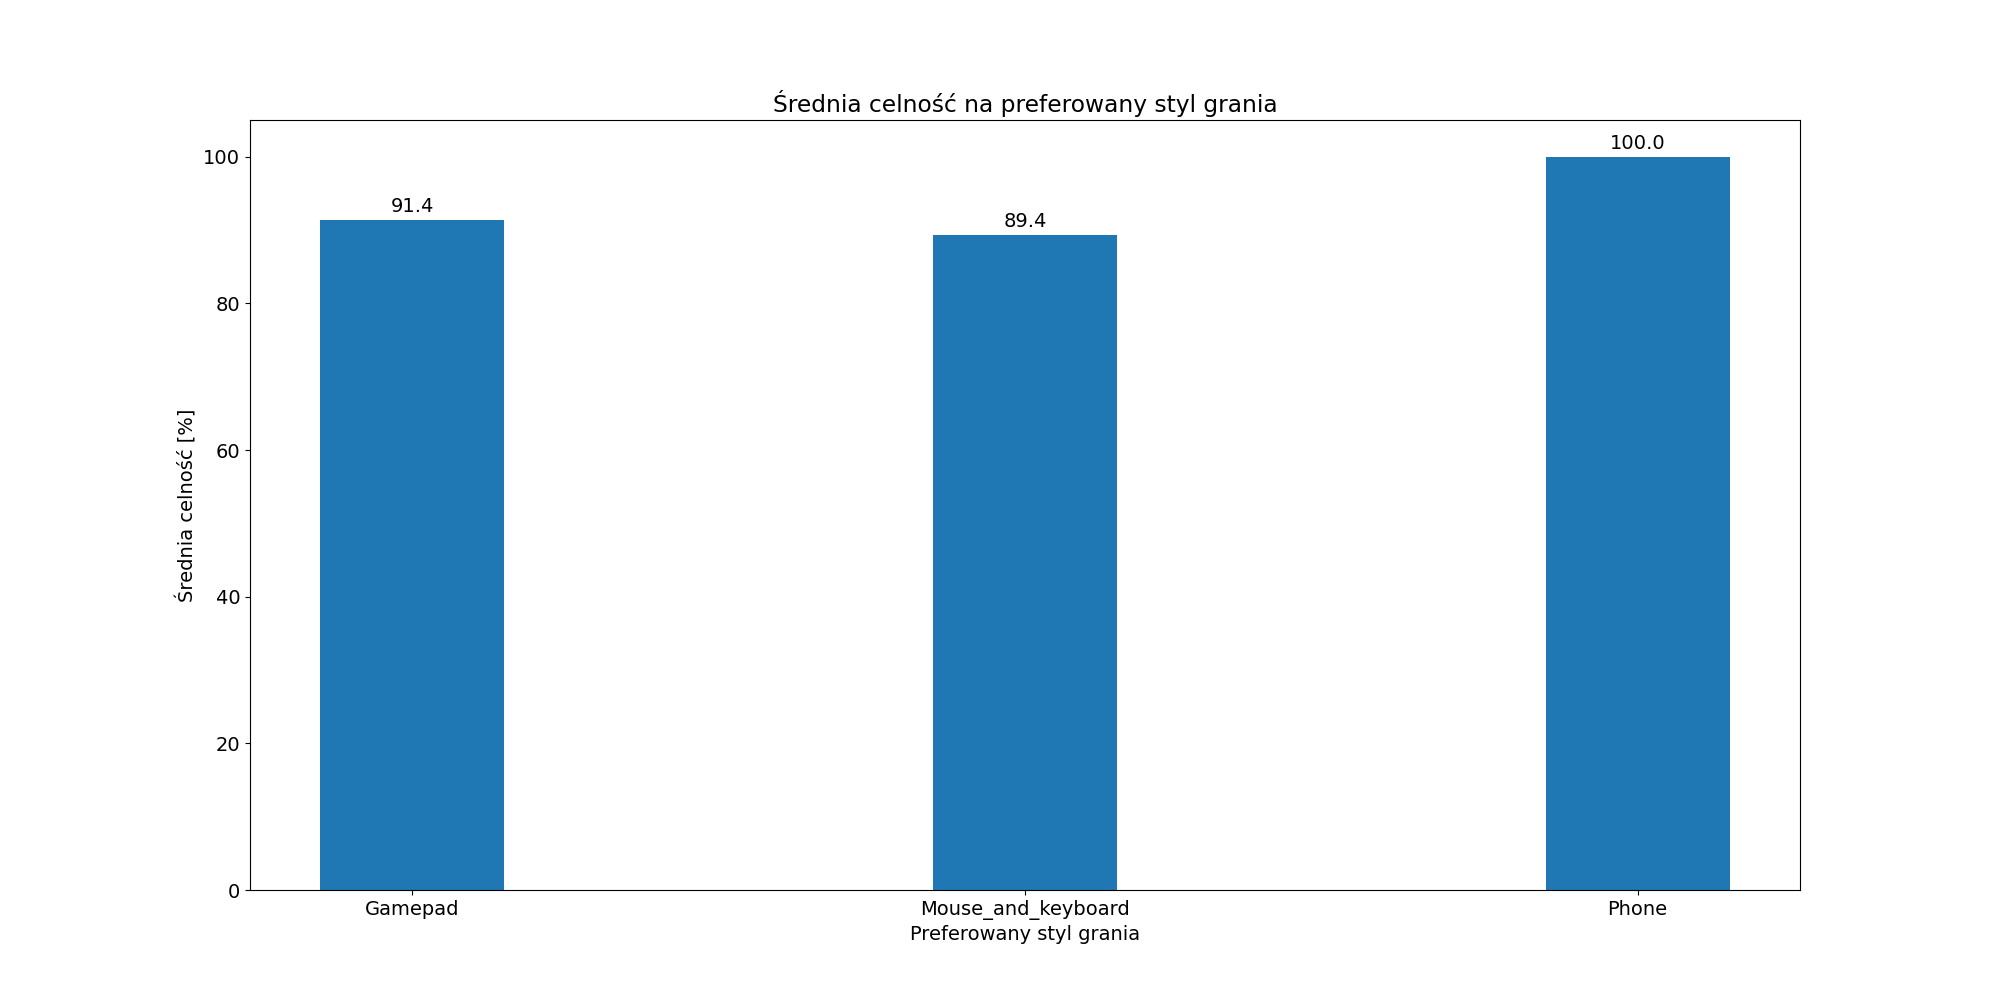 Średnia celność na preferowany styl grania
100.0
91.4
89.4
100
80
60
40
20
0
Średnia celność [%]
Gamepad
Mouse_and_keyboard
Phone
Preferowany styl grania